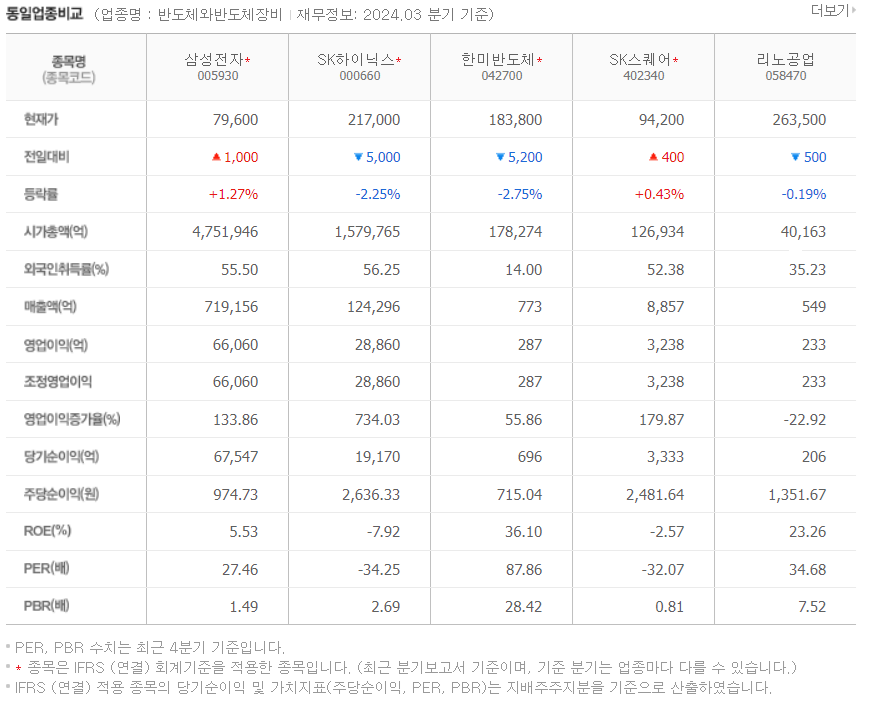 동일업종비교 (업종명 : 반도체와반도체장비 | 재무정보: 2024.03 분기 기준) 더보기
종목명 (종목코드) 삼성전자* 005930 SK하이닉스* 000660 한미반도체* 042700 SK스퀘어* 402340 리노공업 058470
현재가 79,600 217,000 183,800 94,200 263,500
전일대비 ▲ 1,000 ▼ 5,000 ▼ 5,200 ▲ 400 ▼ 500
등락률 +1.27% -2.25% -2.75% +0.43% -0.19%
시가총액(억) 4,751,946 1,579,765 178,274 126,934 40,163
외국인취득률(%) 55.50 56.25 14.00 52.38 35.23
매출액(억) 719,156 124,296 773 8,857 549
영업이익(억) 66,060 28,860 287 3,238 233
조정영업이익 66,060 28,860 287 3,238 233
영업이익증가율(%) 133.86 734.03 55.86 179.87 -22.92
당기순이익(억) 67,547 19,170 696 3,333 206
주당순이익(원) 974.73 2,636.33 715.04 2,481.64 1,351.67
ROE(%) 5.53 -7.92 36.10 -2.57 23.26
PER(배) 27.46 -34.25 87.86 -32.07 34.68
PBR(배) 1.49 2.69 28.42 0.81 7.52
* PER, PBR 수치는 최근 4분기 기준입니다.
* * 종목은 IFRS (연결) 회계기준을 적용한 종목입니다. (최근 분기보고서 기준이며, 기준 분기는 업종마다 다를 수 있습니다.)
* IFRS (연결) 적용 종목의 당기순이익 및 가치지표(주당순이익, PER, PBR)는 지배주주지분을 기준으로 산출하였습니다.